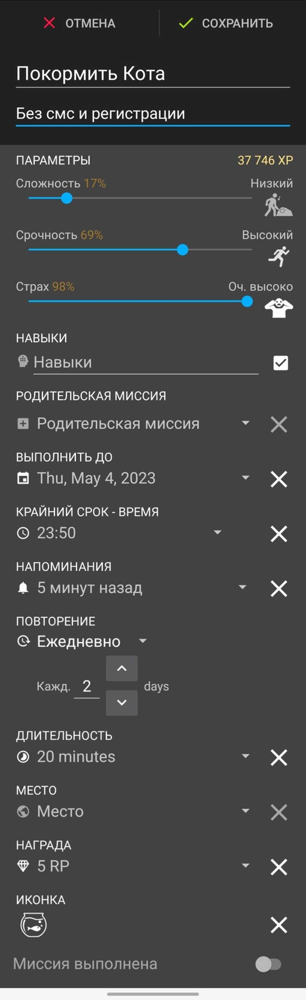 ОТМЕНА
СОХРАНИТЬ
Покормить Кота
Без смс и регистрации
ПАРАМЕТРЫ 37 746 XP
Сложность 17% Низкий
Срочность 69% Высокий
Страх 98% Оч. высоко
НАВЫКИ
Навыки
РОДИТЕЛЬСКАЯ МИССИЯ
Родительская миссия
ВЫПОЛНИТЬ ДО
Thu, May 4, 2023
КРАЙНИЙ СРОК - ВРЕМЯ
23:50
НАПОМИНАНИЯ
5 минут назад
ПОВТОРЕНИЕ
Ежедневно
Кажд. 2 days
ДЛИТЕЛЬНОСТЬ
20 minutes
МЕСТО
Место
НАГРАДА
5 RP
ИКОНКА
Миссия выполнена